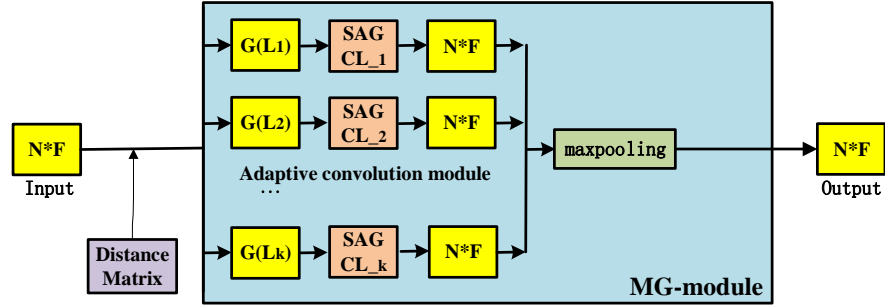 G(L1)
SAG
CL_1
N*F
G(L2)
SAG
CL_2
N*F
N*F
Input
maxpooling
N*F
Output
Adaptive convolution module
...
Distance
Matrix
G(Lk)
SAG
CL_k
N*F
MG-module